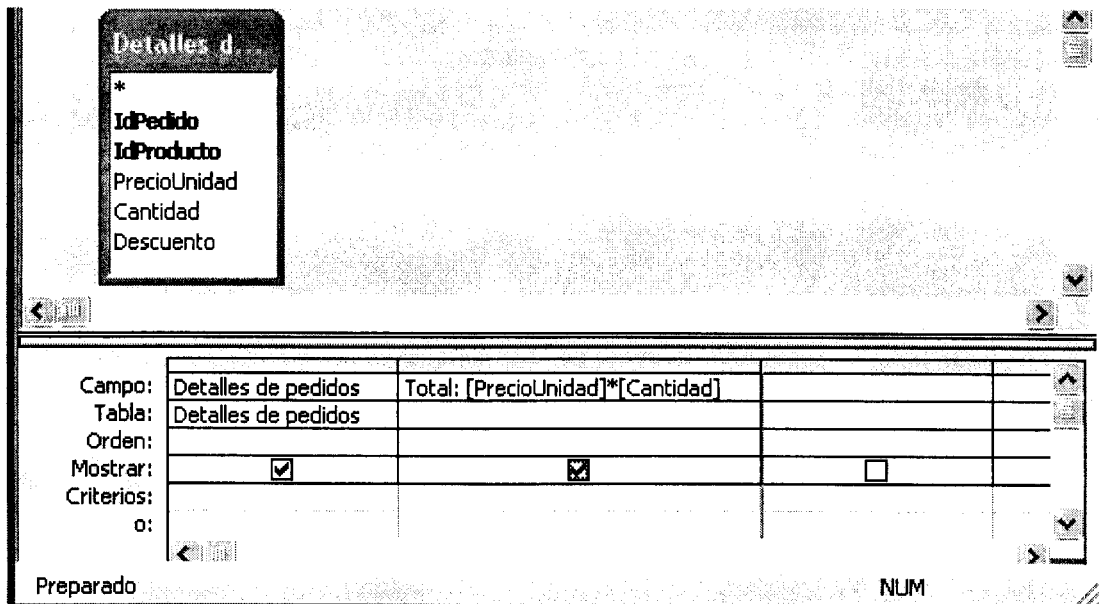 Detalles d...
*
IdPedido
IdProducto
PrecioUnidad
Cantidad
Descuento
Campo: Detalles de pedidos Total: [PrecioUnidad]*[Cantidad]
Tabla: Detalles de pedidos
Orden:
Mostrar:
Criterios:
o:
Preparado NUM